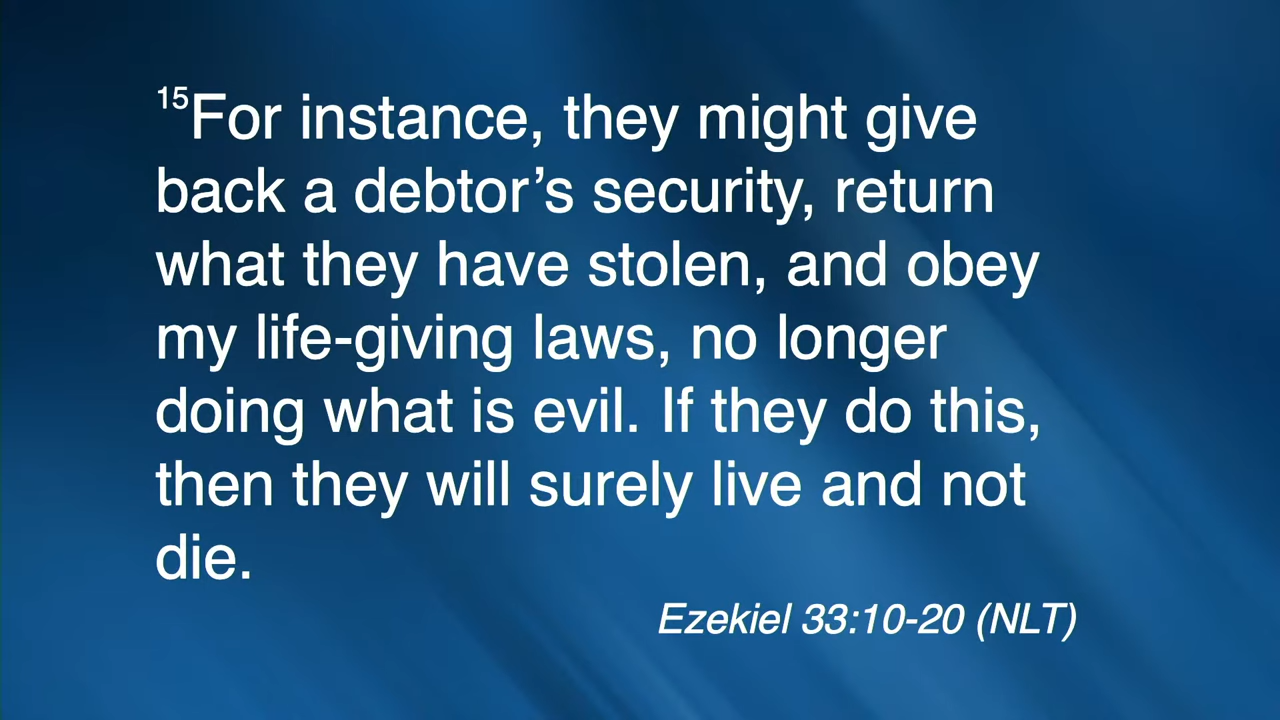 15For instance, they might give
back a debtor’s security, return
what they have stolen, and obey
my life-giving laws, no longer
doing what is evil. If they do this,
then they will surely live and not
die.
Ezekiel 33:10-20 (NLT)